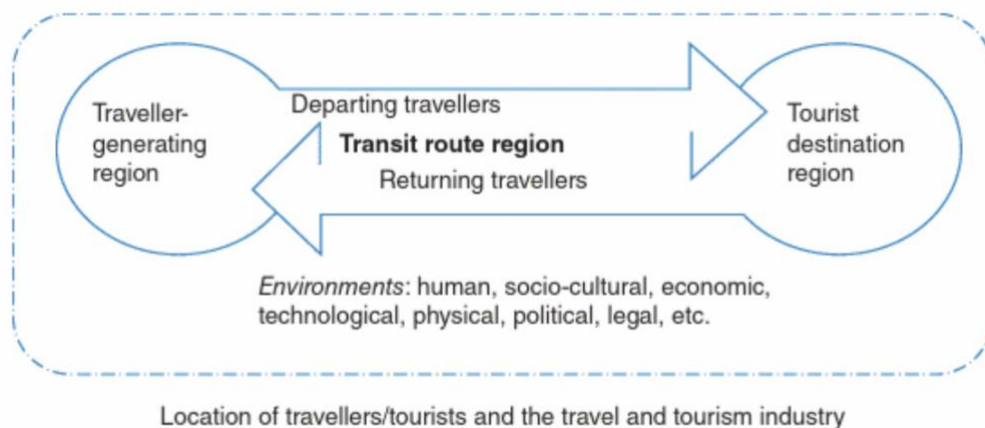 Departing travellers
Traveller-
generating
region
Transit route region
Returning travellers
Tourist
destination
region
Environments: human, socio-cultural, economic,
technological, physical, political, legal, etc.
Location of travellers/tourists and the travel and tourism industry